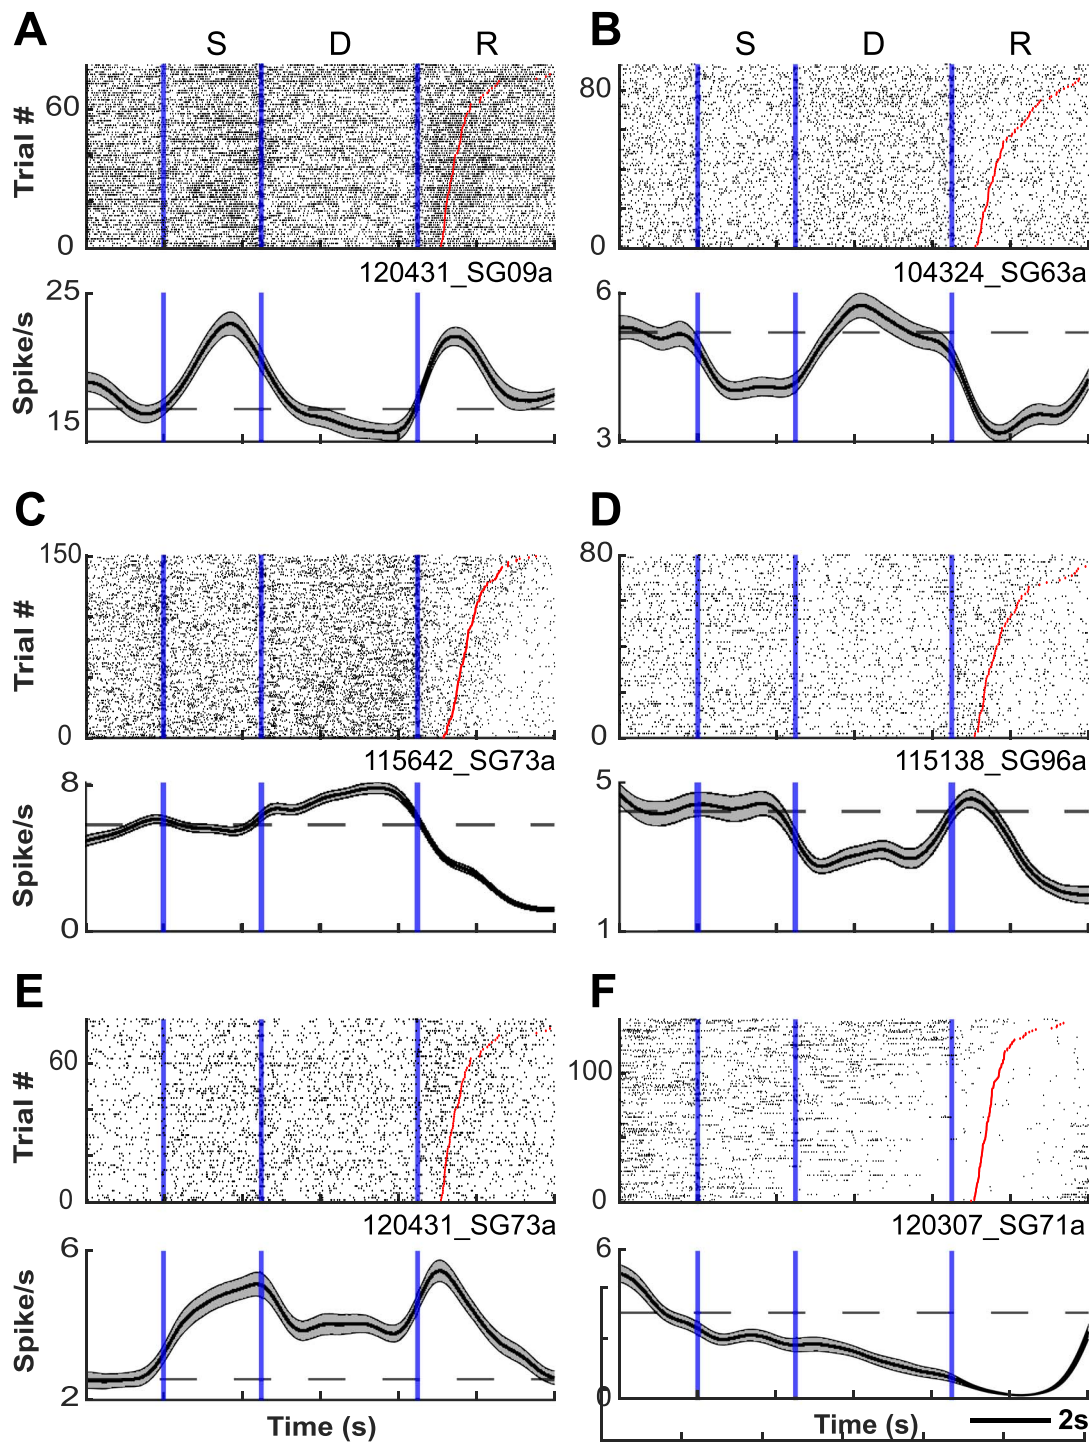 A
S D R
Trial #
60
0
120431_SG09a
25
Spike/s
15
B
S D R
80
0
104324_SG63a
6
3
C
150
Trial #
0
115642_SG73a
8
Spike/s
0
D
80
0
115138_SG96a
5
1
E
60
Trial #
0
120431_SG73a
6
Spike/s
2
Time (s)
F
100
0
120307_SG71a
6
0
Time (s)
2s